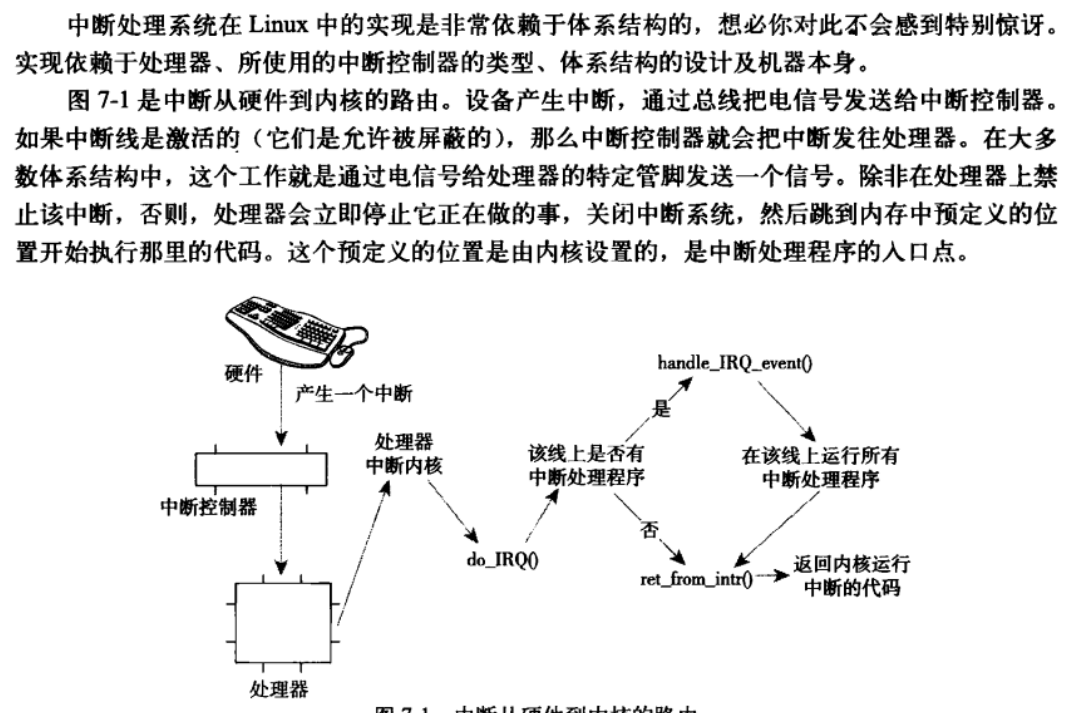 中断处理系统在 Linux 中的实现是非常依赖于体系结构的，想必你对此不会感到特别惊讶。
实现依赖于处理器、所使用的中断控制器的类型、体系结构的设计及机器本身。
图 7-1 是中断从硬件到内核的路由。设备产生中断，通过总线把电信号发送给中断控制器。
如果中断线是激活的（它们是允许被屏蔽的），那么中断控制器就会把中断发往处理器。在大多
数体系结构中，这个工作就是通过电信号给处理器的特定管脚发送一个信号。除非在处理器上禁
止该中断，否则，处理器会立即停止它正在做的事，关闭中断系统，然后跳到内存中预定义的位
置开始执行那里的代码。这个预定义的位置是由内核设置的，是中断处理程序的入口点。
硬件
产生一个中断
中断控制器
处理器
处理器
中断内核
do_IRQ()
该线上是否有
中断处理程序
是
handle_IRQ_event()
在该线上运行所有
中断处理程序
否
ret_from_intr()
返回内核运行
中断的代码
图 7-1 中断从硬件到内核的路由